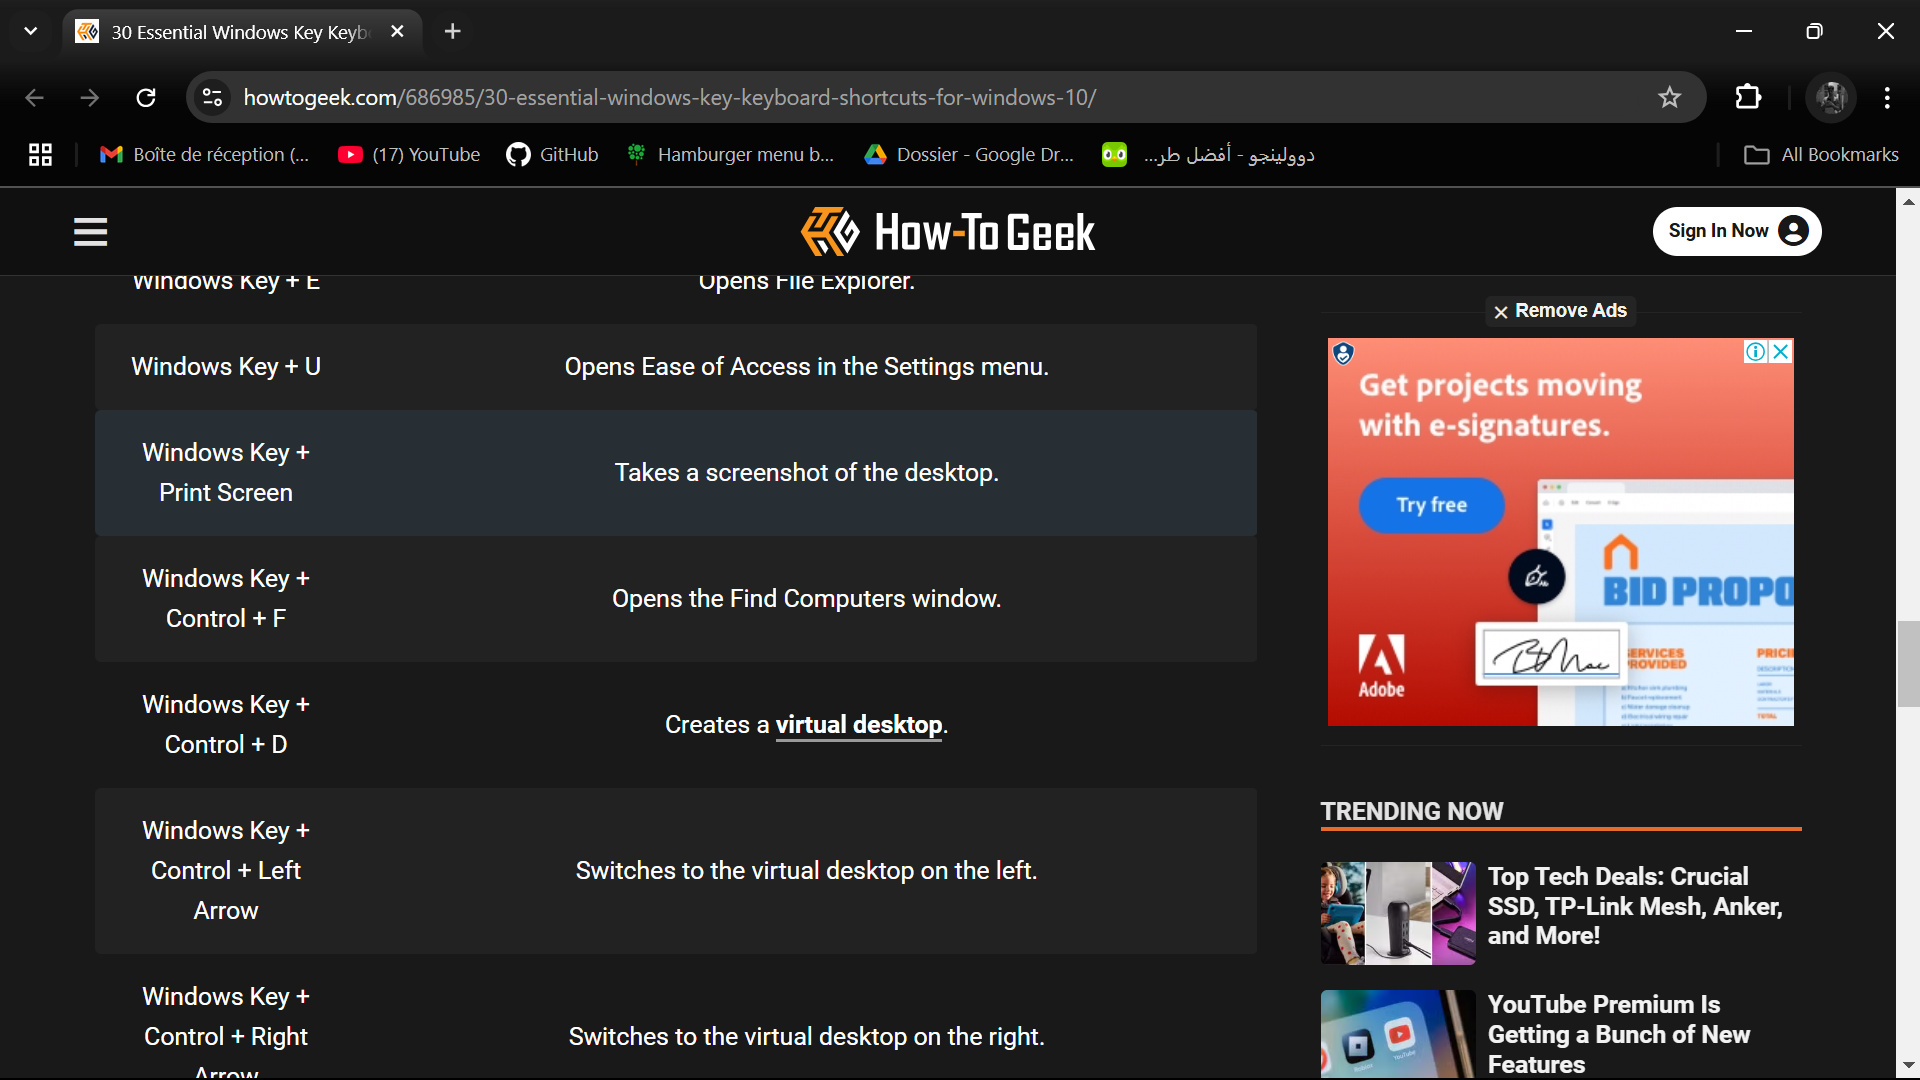 30 Essential Windows Key Keyb
howtogeek.com/686985/30-essential-windows-key-keyboard-shortcuts-for-windows-10/
Boîte de réception (...
(17) YouTube
GitHub
Hamburger menu b...
Dossier - Google Dr...
دوولينجو - أفضل طر...
All Bookmarks
How-To Geek
Sign In Now
Windows Key + E
Opens File Explorer.
Windows Key + U
Opens Ease of Access in the Settings menu.
Windows Key +
Print Screen
Takes a screenshot of the desktop.
Windows Key +
Control + F
Opens the Find Computers window.
Windows Key +
Control + D
Creates a virtual desktop.
Windows Key +
Control + Left
Arrow
Switches to the virtual desktop on the left.
Windows Key +
Control + Right
Arrow
Switches to the virtual desktop on the right.
Remove Ads
Get projects moving
with e-signatures.
Try free
BID PROPO
SERVICES
PROVIDED
PRICI
TOTAL
Adobe
TRENDING NOW
Top Tech Deals: Crucial
SSD, TP-Link Mesh, Anker,
and More!
YouTube Premium Is
Getting a Bunch of New
Features